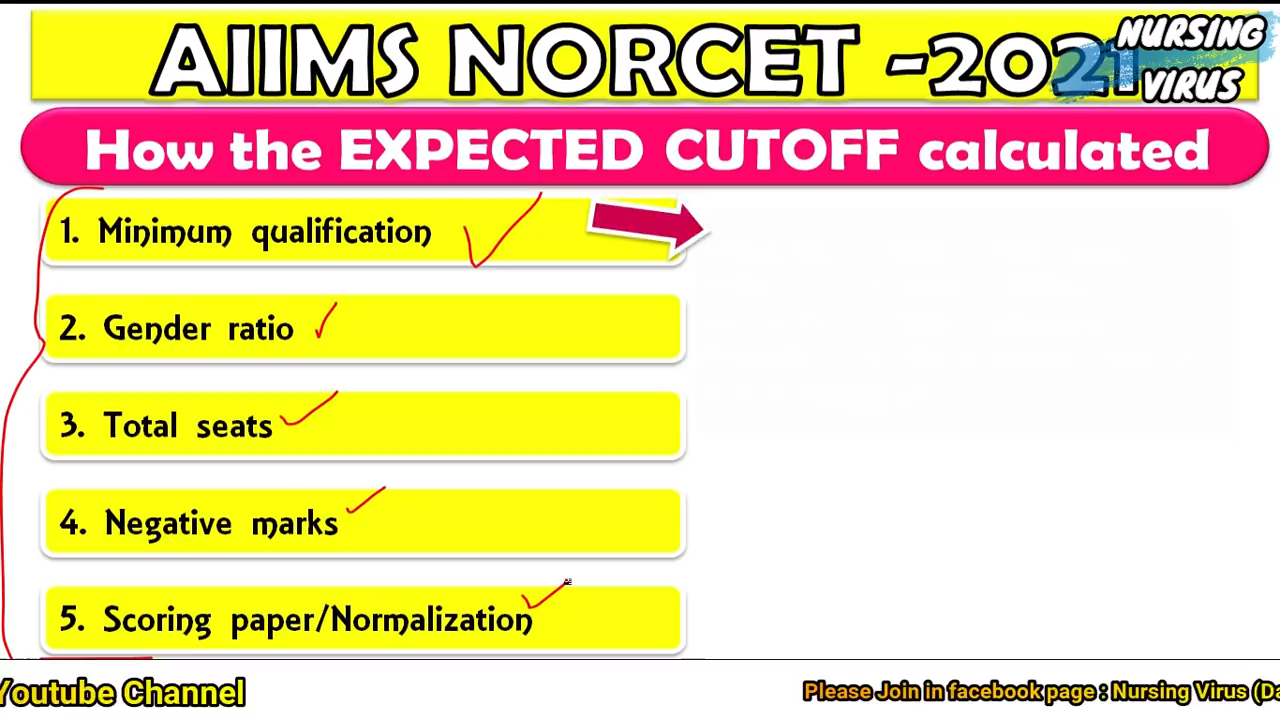 AIIMS NORCET -2021
NURSING
VIRUS
How the EXPECTED CUTOFF calculated
1. Minimum qualification
2. Gender ratio
3. Total seats
4. Negative marks
5. Scoring paper/Normalization
Youtube Channel
Please Join in facebook page : Nursing Virus (Da